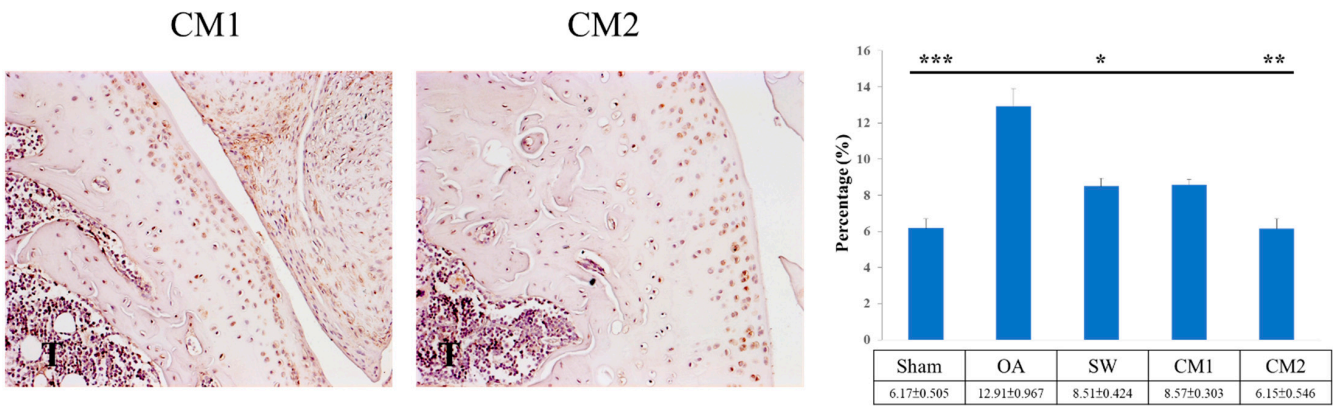 CM1
CM2
T
T
16
14
12
10
8
6
4
2
0
Percentage (%)
*** * **
Sham OA SW CM1 CM2
6.17±0.505 12.91±0.967 8.51±0.424 8.57±0.303 6.15±0.546